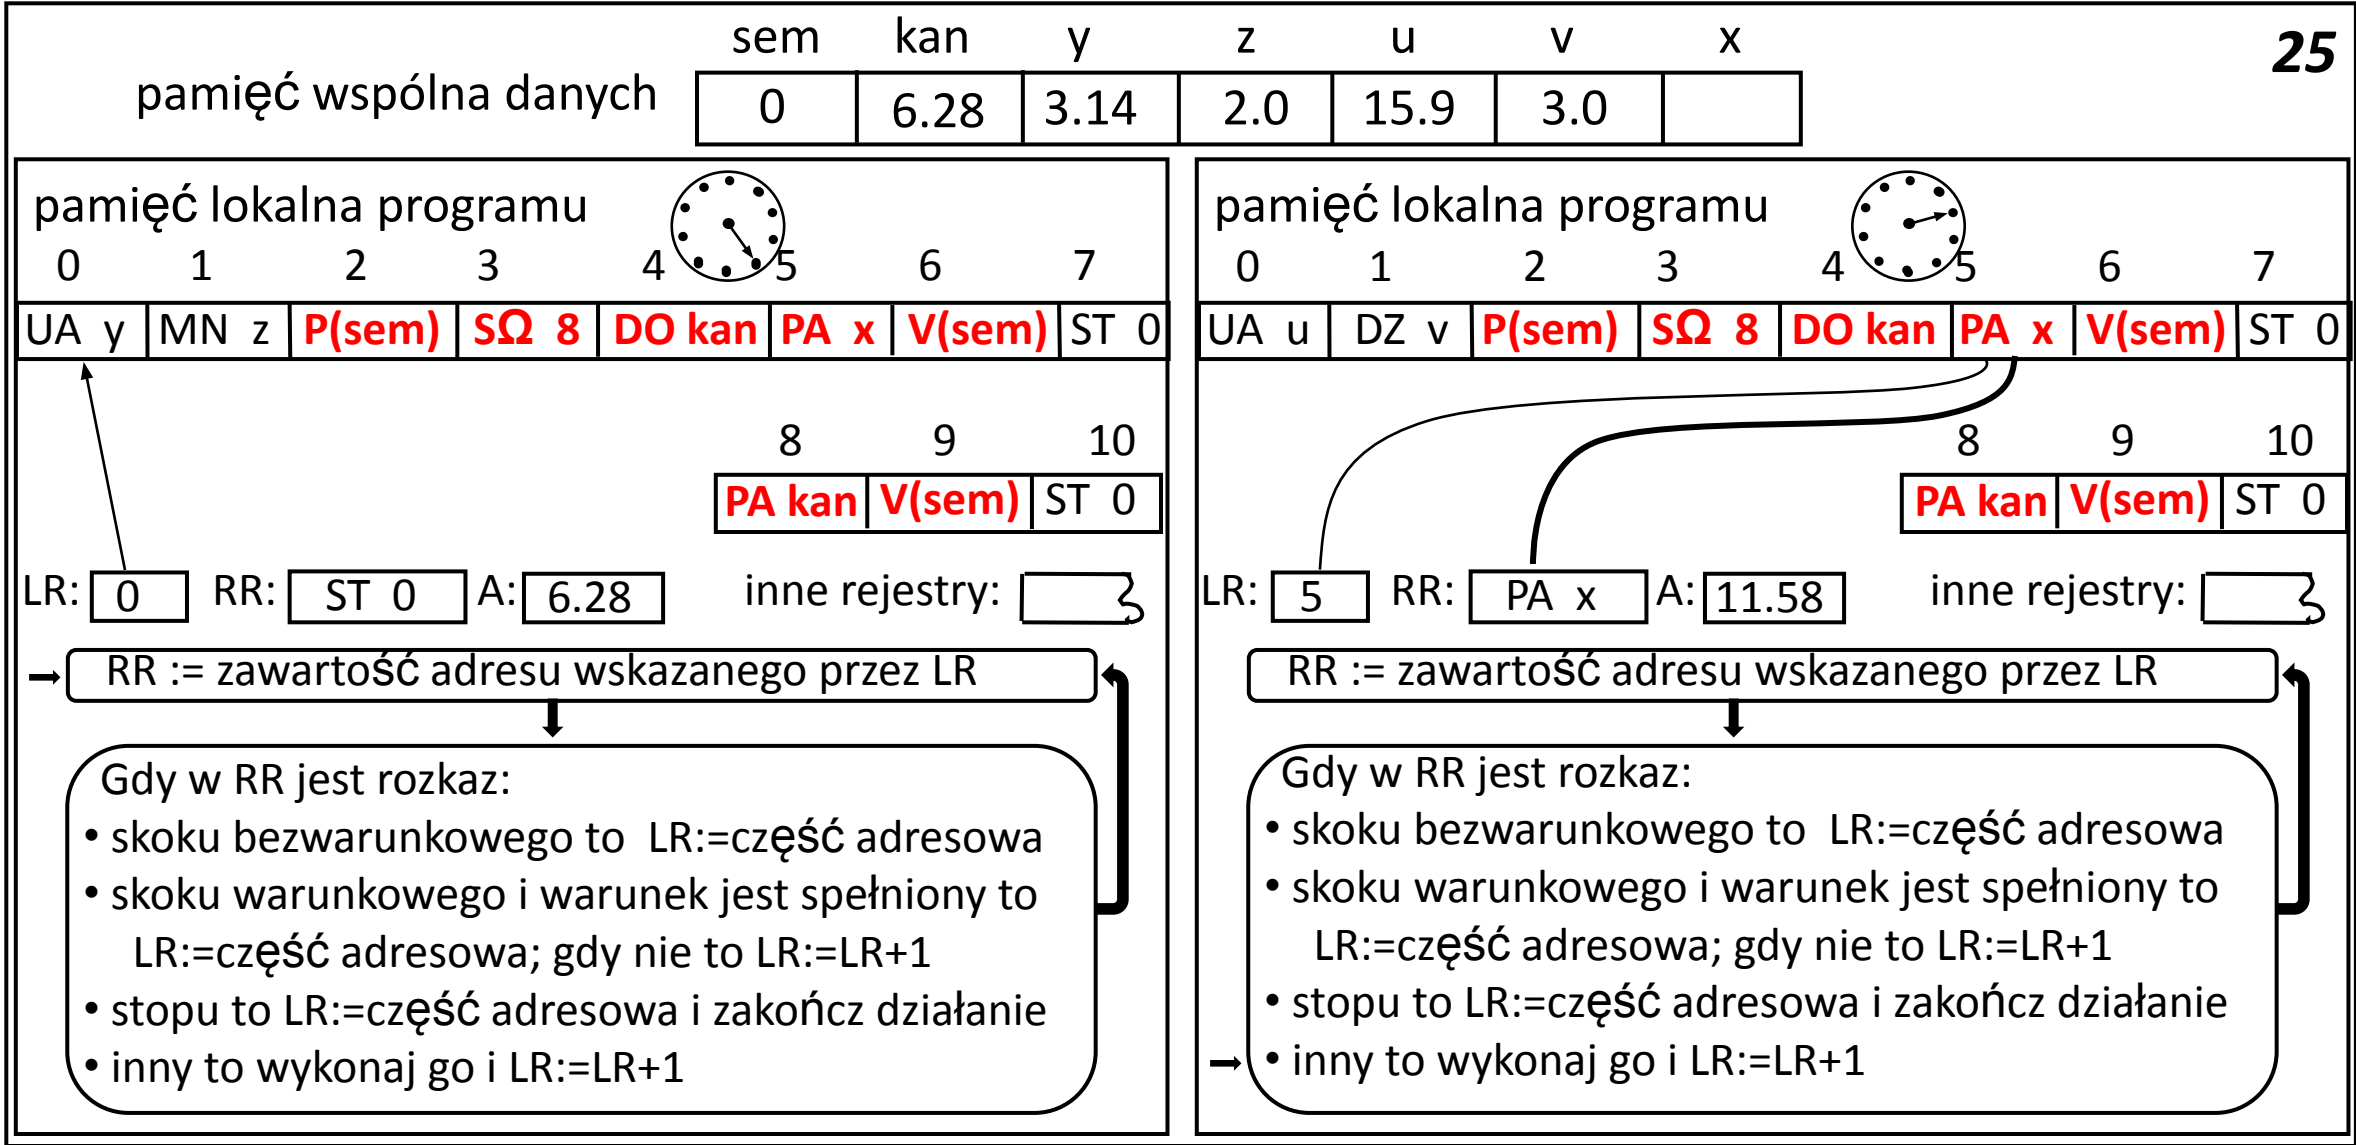 25
sem kan y z u v x
pamięć wspólna danych 0 6.28 3.14 2.0 15.9 3.0
pamięć lokalna programu
0 1 2 3 4 5 6 7
UA y MN z P(sem) SΩ 8 DO kan PA x V(sem) ST 0
8 9 10
PA kan V(sem) ST 0
LR: 0 RR: ST 0 A: 6.28 inne rejestry:
RR := zawartość adresu wskazanego przez LR
Gdy w RR jest rozkaz:
• skoku bezwarunkowego to LR:=część adresowa
• skoku warunkowego i warunek jest spełniony to
LR:=część adresowa; gdy nie to LR:=LR+1
• stopu to LR:=część adresowa i zakończ działanie
• inny to wykonaj go i LR:=LR+1
pamięć lokalna programu
0 1 2 3 4 5 6 7
UA u DZ v P(sem) SΩ 8 DO kan PA x V(sem) ST 0
8 9 10
PA kan V(sem) ST 0
LR: 5 RR: PA x A: 11.58 inne rejestry:
RR := zawartość adresu wskazanego przez LR
Gdy w RR jest rozkaz:
• skoku bezwarunkowego to LR:=część adresowa
• skoku warunkowego i warunek jest spełniony to
LR:=część adresowa; gdy nie to LR:=LR+1
• stopu to LR:=część adresowa i zakończ działanie
• inny to wykonaj go i LR:=LR+1